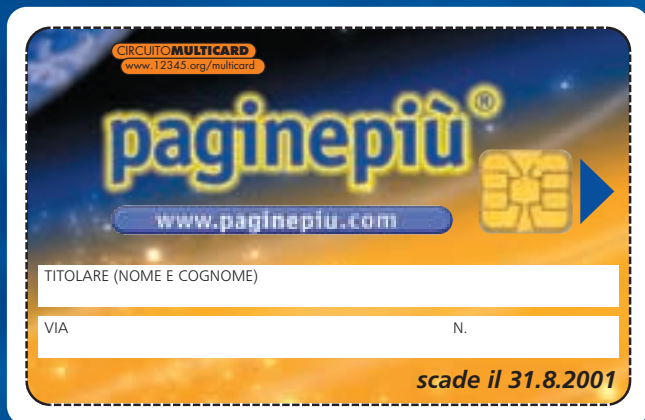 CIRCUITOMULTICARD
www.12345.org/multicard
paginepiù®
www.paginepiu.com
TITOLARE (NOME E COGNOME)
VIA N.
scade il 31.8.2001